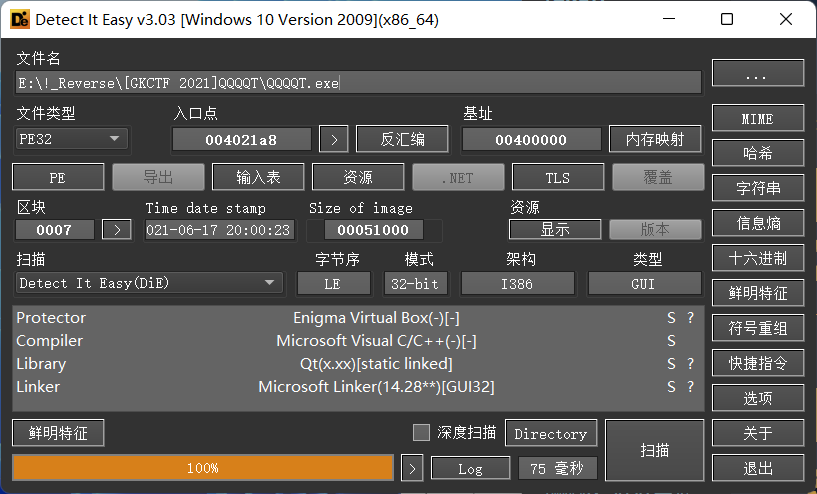 Detect It Easy v3.03 [Windows 10 Version 2009](x86_64)
文件名
E:\!_Reverse\[GKCTF 2021]QQQQT\QQQQT.exe
...
文件类型 入口点 基址
PE32 004021a8 > 反汇编 00400000 内存映射
MIME
哈希
PE 导出 输入表 资源 .NET TLS 覆盖
字符串
区块 Time date stamp Size of image 资源
0007 > 021-06-17 20:00:23 00051000 显示 版本
信息熵
扫描 字节序 模式 架构 类型
十六进制
Detect It Easy(DiE) LE 32-bit I386 GUI
鲜明特征
Protector Enigma Virtual Box(-)[-] S ?
符号重组
Compiler Microsoft Visual C/C++(-)[-] S
Library Qt(x.xx)[static linked] S ?
快捷指令
Linker Microsoft Linker(14.28**)[GUI32] S ?
选项
鲜明特征 深度扫描 Directory 扫描 关于
100% > Log 75 毫秒 退出